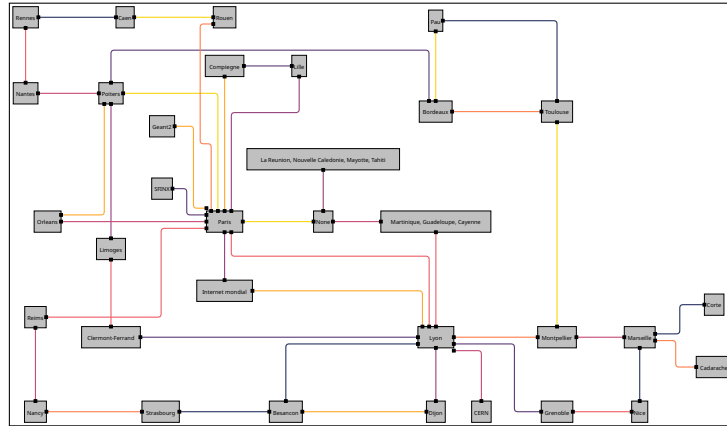 Rennes
Caen
Rouen
Pau
Compiegne
Lille
Nantes
Poitiers
Bordeaux
Toulouse
Geant2
La Reunion, Nouvelle Caledonie, Mayotte, Tahiti
SFINX
Orleans
Paris
None
Martinique, Guadeloupe, Cayenne
Limoges
Internet mondial
Corte
Reims
Clermont-Ferrand
Lyon
Montpellier
Marseille
Cadarache
Nancy
Strasbourg
Besancon
Dijon
CERN
Grenoble
Nice